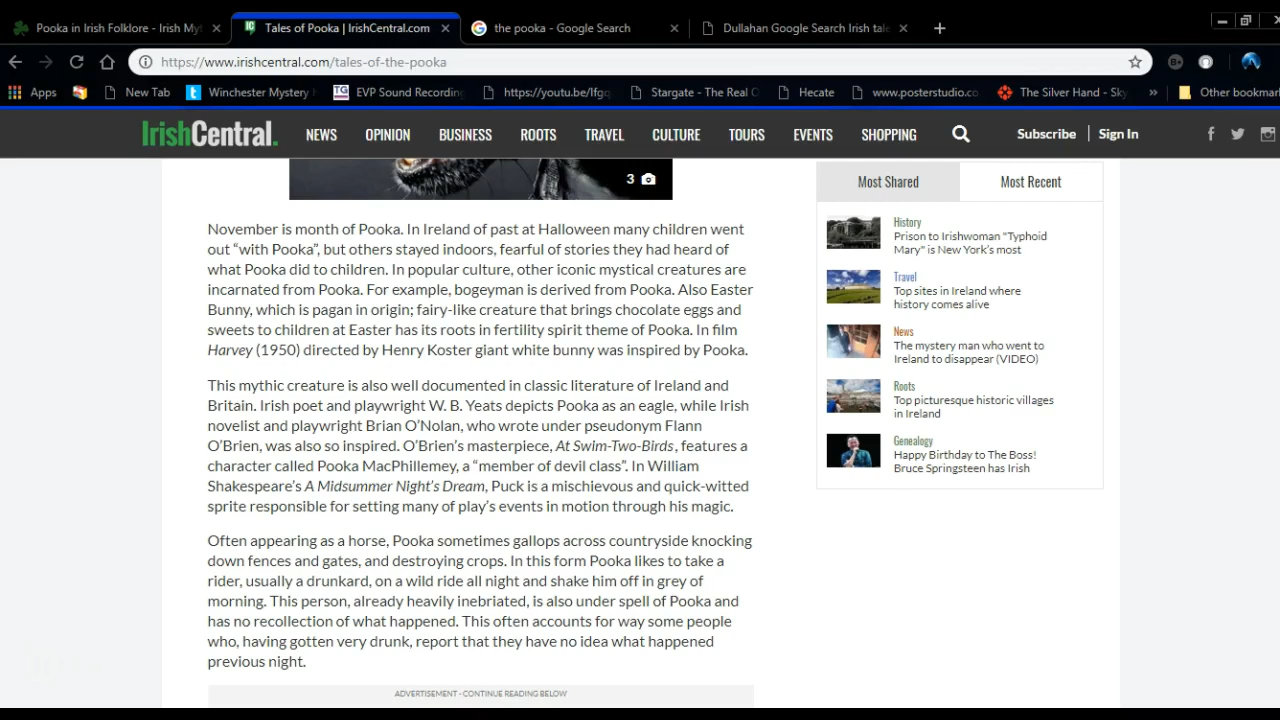 Pooka in Irish Folklore - Irish Myt
Tales of Pooka | IrishCentral.com
the pooka - Google Search
Dullahan Google Search Irish tale
https://www.irishcentral.com/tales-of-the-pooka
Apps
New Tab
Winchester Mystery
TG
EVP Sound Recording
https://youtu.be/lfgq
Stargate - The Real O
Hecate
www.posterstudio.co
The Silver Hand - Sky
»
Other bookmar
IrishCentral.
NEWS OPINION BUSINESS ROOTS TRAVEL CULTURE TOURS EVENTS SHOPPING
Subscribe | Sign In
3
November is month of Pooka. In Ireland of past at Halloween many children went
out “with Pooka”, but others stayed indoors, fearful of stories they had heard of
what Pooka did to children. In popular culture, other iconic mystical creatures are
incarnated from Pooka. For example, bogeyman is derived from Pooka. Also Easter
Bunny, which is pagan in origin; fairy-like creature that brings chocolate eggs and
sweets to children at Easter has its roots in fertility spirit theme of Pooka. In film
Harvey (1950) directed by Henry Koster giant white bunny was inspired by Pooka.
This mythic creature is also well documented in classic literature of Ireland and
Britain. Irish poet and playwright W. B. Yeats depicts Pooka as an eagle, while Irish
novelist and playwright Brian O’Nolan, who wrote under pseudonym Flann
O’Brien, was also so inspired. O’Brien’s masterpiece, At Swim-Two-Birds, features a
character called Pooka MacPhillemey, a “member of devil class”. In William
Shakespeare’s A Midsummer Night’s Dream, Puck is a mischievous and quick-witted
sprite responsible for setting many of play’s events in motion through his magic.
Often appearing as a horse, Pooka sometimes gallops across countryside knocking
down fences and gates, and destroying crops. In this form Pooka likes to take a
rider, usually a drunkard, on a wild ride all night and shake him off in grey of
morning. This person, already heavily inebriated, is also under spell of Pooka and
has no recollection of what happened. This often accounts for way some people
who, having gotten very drunk, report that they have no idea what happened
previous night.
ADVERTISEMENT - CONTINUE READING BELOW
Most Shared
Most Recent
History
Prison to Irishwoman "Typhoid
Mary" is New York’s most
Travel
Top sites in Ireland where
history comes alive
News
The mystery man who went to
Ireland to disappear (VIDEO)
Roots
Top picturesque historic villages
in Ireland
Genealogy
Happy Birthday to The Boss!
Bruce Springsteen has Irish